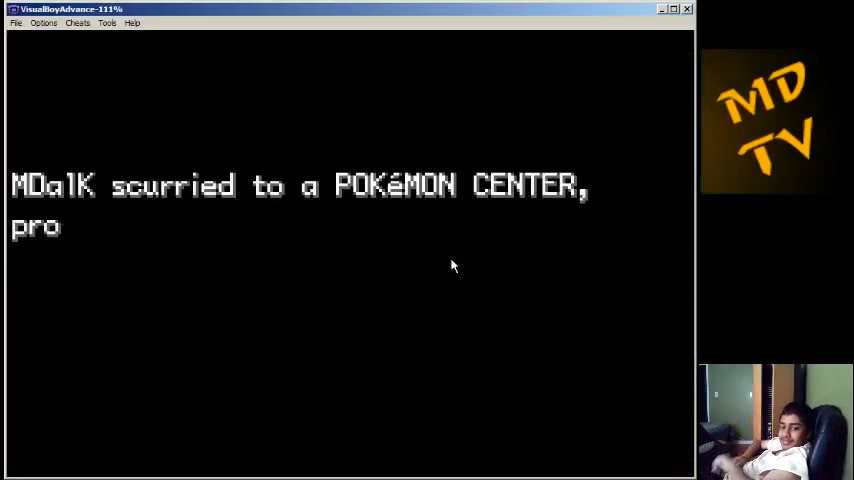 VisualBoyAdvance-111%
File Options Cheats Tools Help
MDa1K scurried to a POKéMON CENTER,
pro
MD
TV